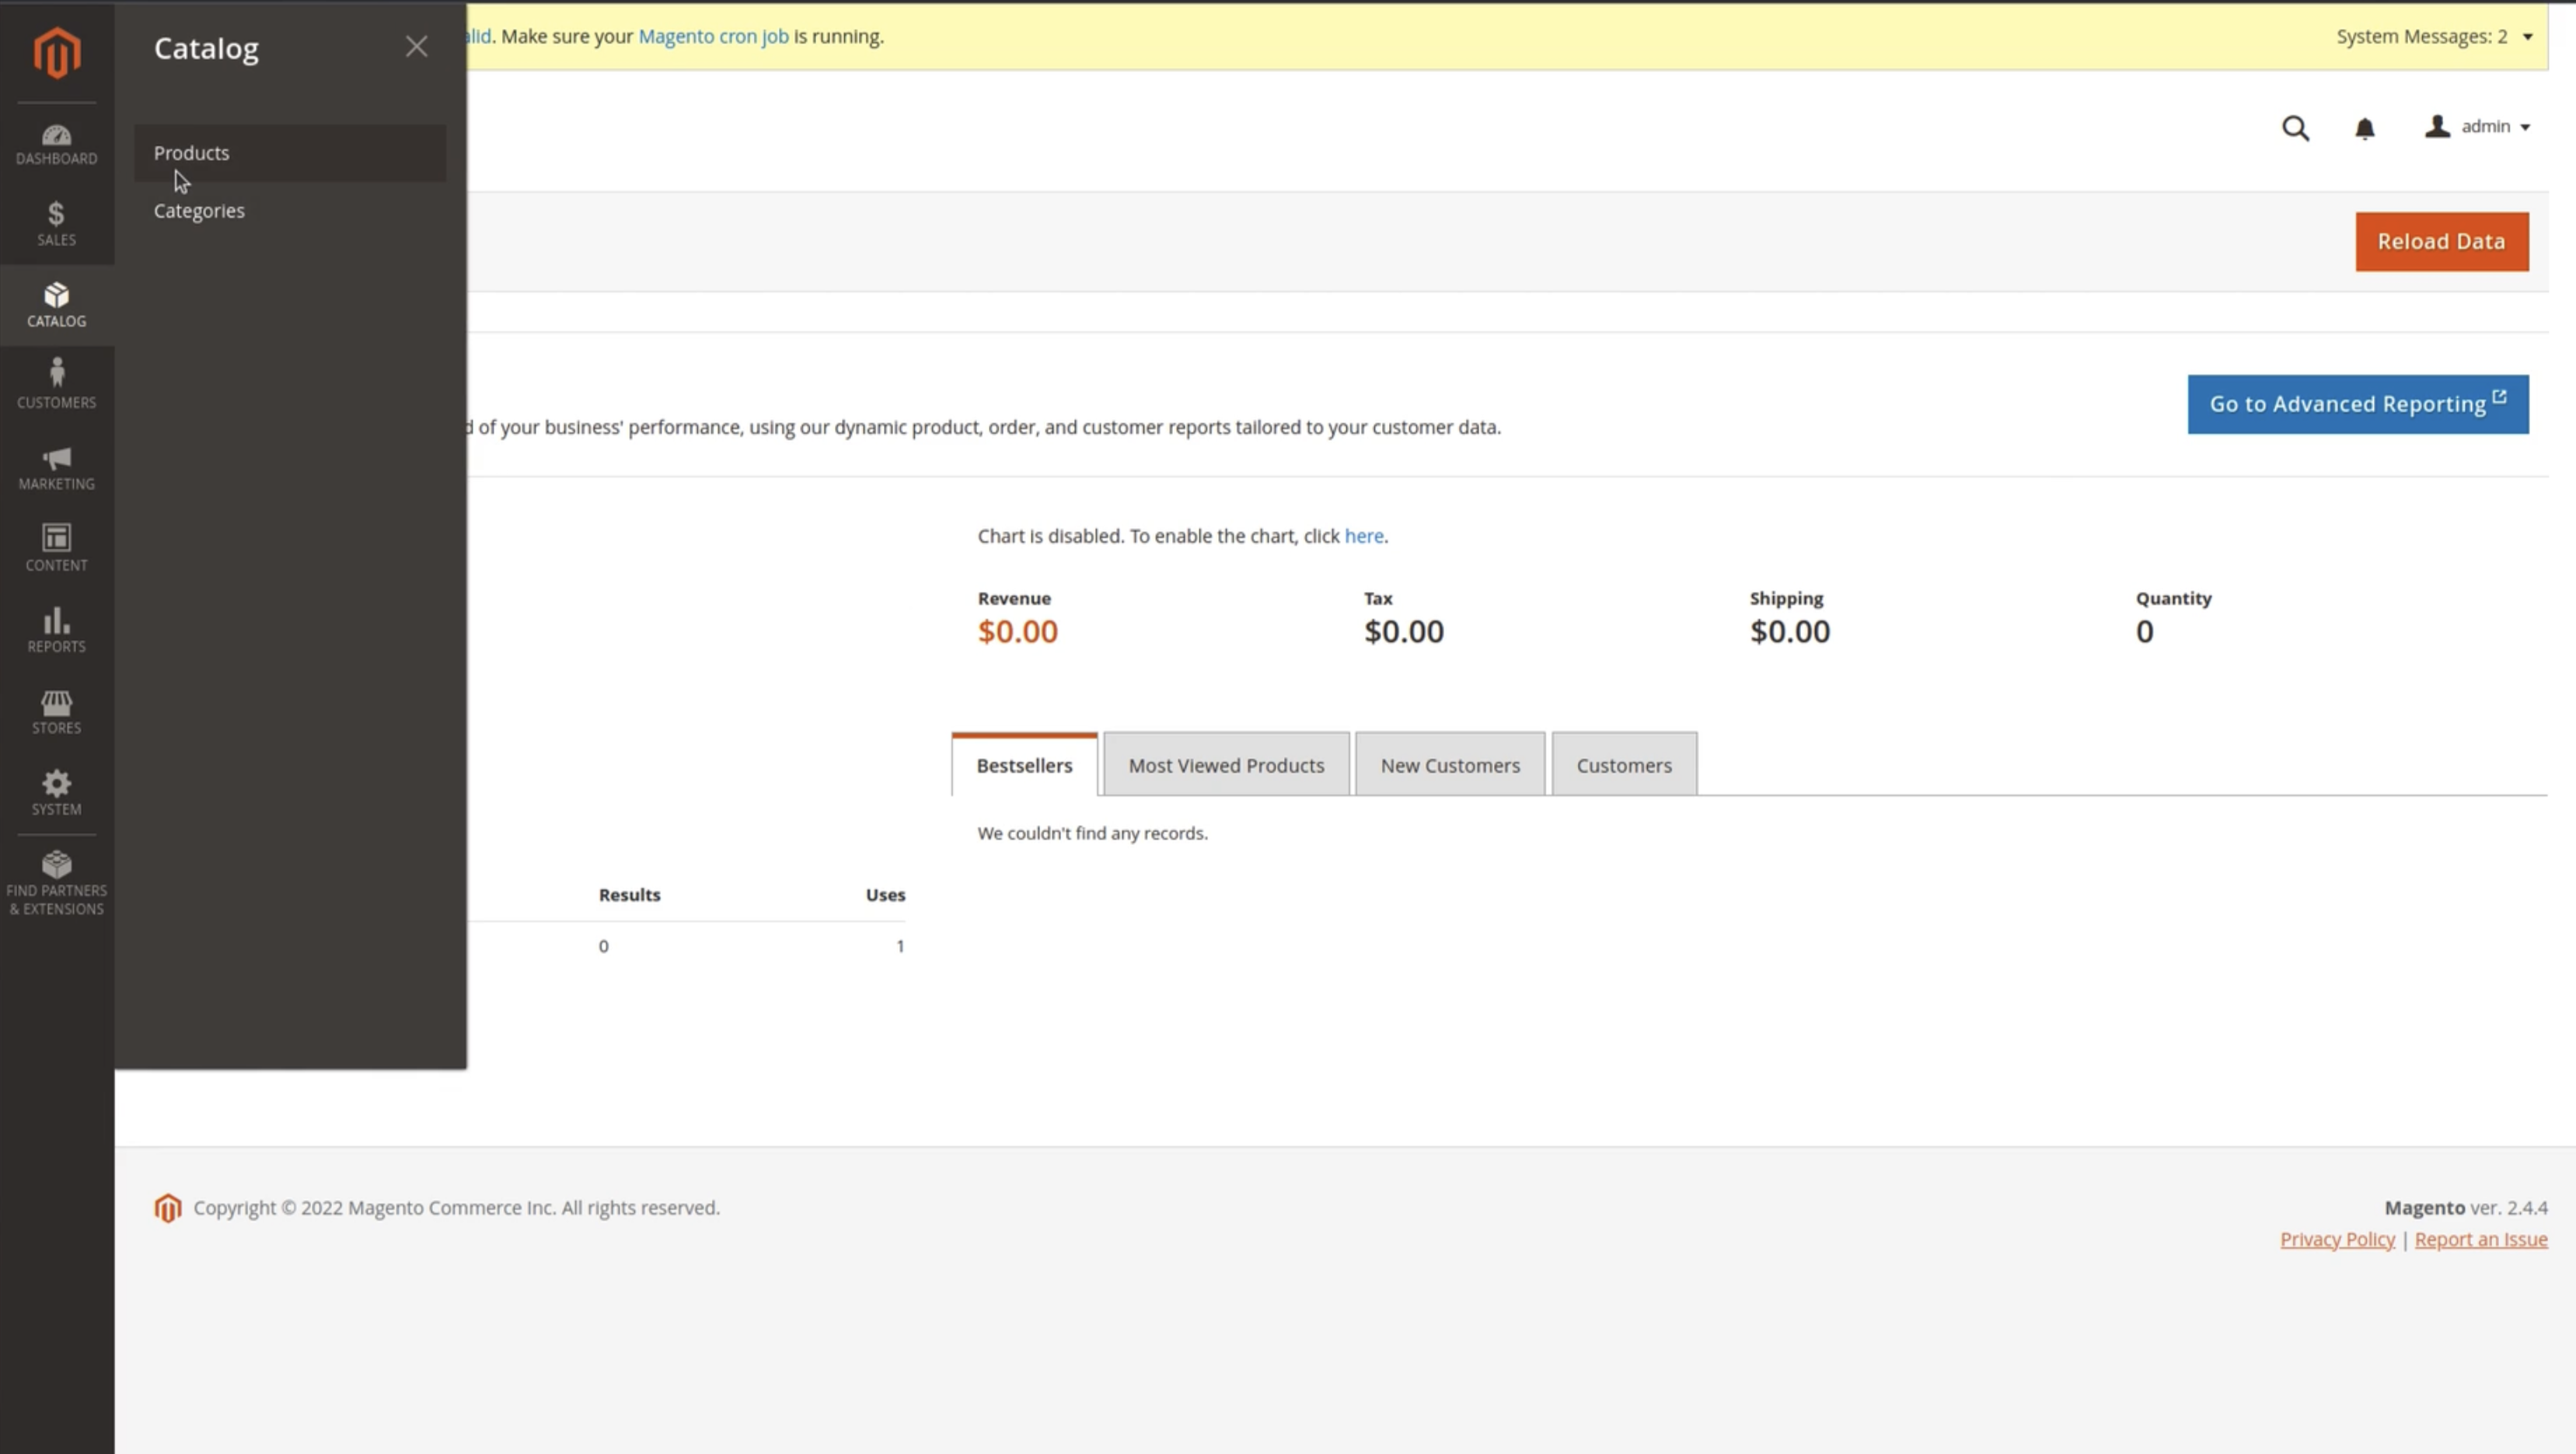 Catalog
alid. Make sure your Magento cron job is running.
System Messages: 2
admin
DASHBOARD
Products
SALES
Categories
Reload Data
CATALOG
CUSTOMERS
Go to Advanced Reporting
d of your business' performance, using our dynamic product, order, and customer reports tailored to your customer data.
MARKETING
CONTENT
Chart is disabled. To enable the chart, click here.
REPORTS
Revenue Tax Shipping Quantity
$0.00 $0.00 $0.00 0
STORES
Bestsellers Most Viewed Products New Customers Customers
SYSTEM
We couldn't find any records.
FIND PARTNERS
& EXTENSIONS
Results Uses
0 1
Copyright © 2022 Magento Commerce Inc. All rights reserved.
Magento ver. 2.4.4
Privacy Policy | Report an Issue